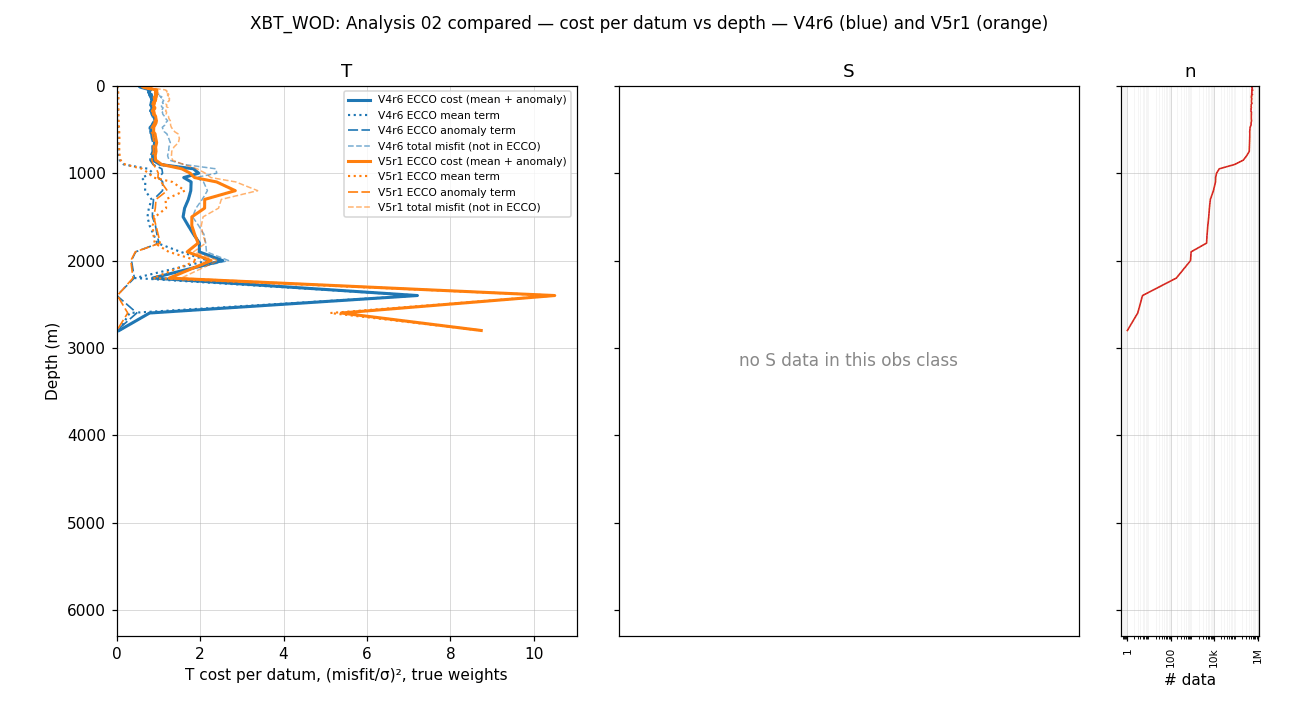 XBT_WOD: Analysis 02 compared — cost per datum vs depth — V4r6 (blue) and V5r1 (orange)
T
S
n
V4r6 ECCO cost (mean + anomaly)
V4r6 ECCO mean term
V4r6 ECCO anomaly term
V4r6 total misfit (not in ECCO)
V5r1 ECCO cost (mean + anomaly)
V5r1 ECCO mean term
V5r1 ECCO anomaly term
V5r1 total misfit (not in ECCO)
0
1000
2000
3000
4000
5000
6000
Depth (m)
no S data in this obs class
0 2 4 6 8 10
T cost per datum, (misfit/σ)², true weights
1 100 10k 1M
# data